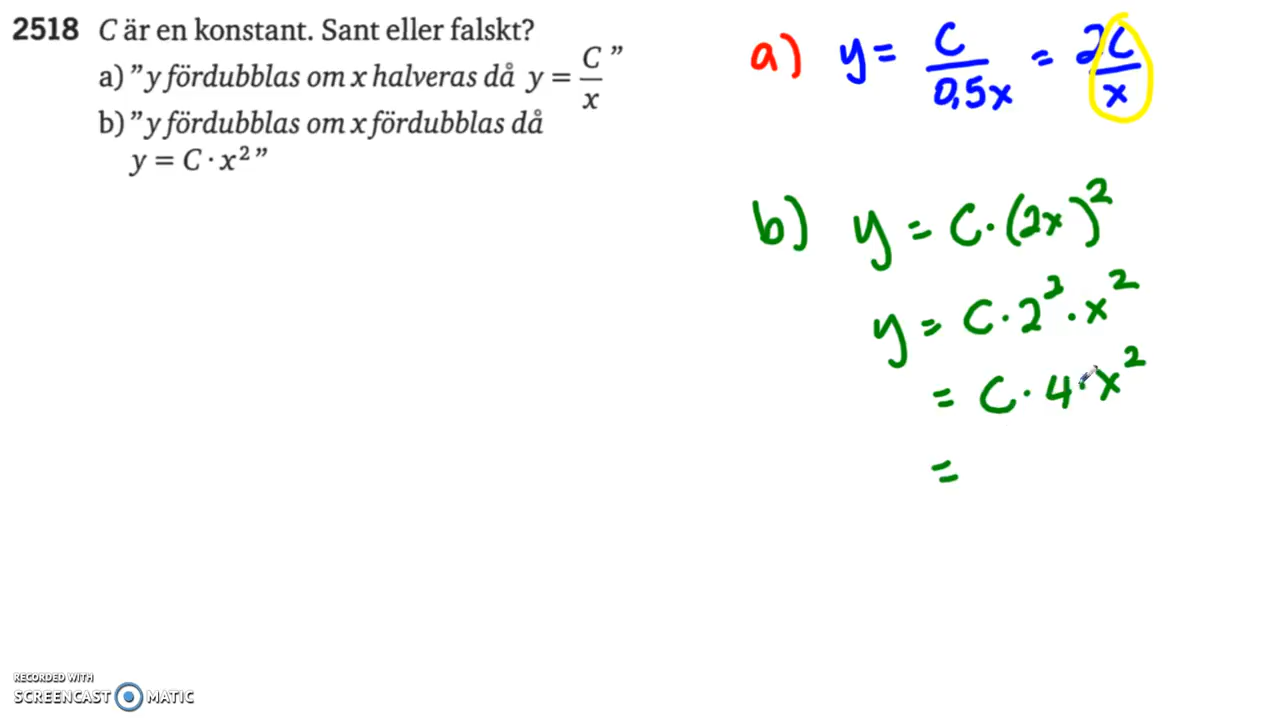 2518 C är en konstant. Sant eller falskt?
a) ”y fördubblas om x halveras då y = C/x ”
b) ”y fördubblas om x fördubblas då
y = C · x² ”
a) y = C/0,5x = 2C/x
b) y = C · (2x)²
y = C · 2² · x²
= C · 4 · x²
=
RECORDED WITH
SCREENCAST MATIC